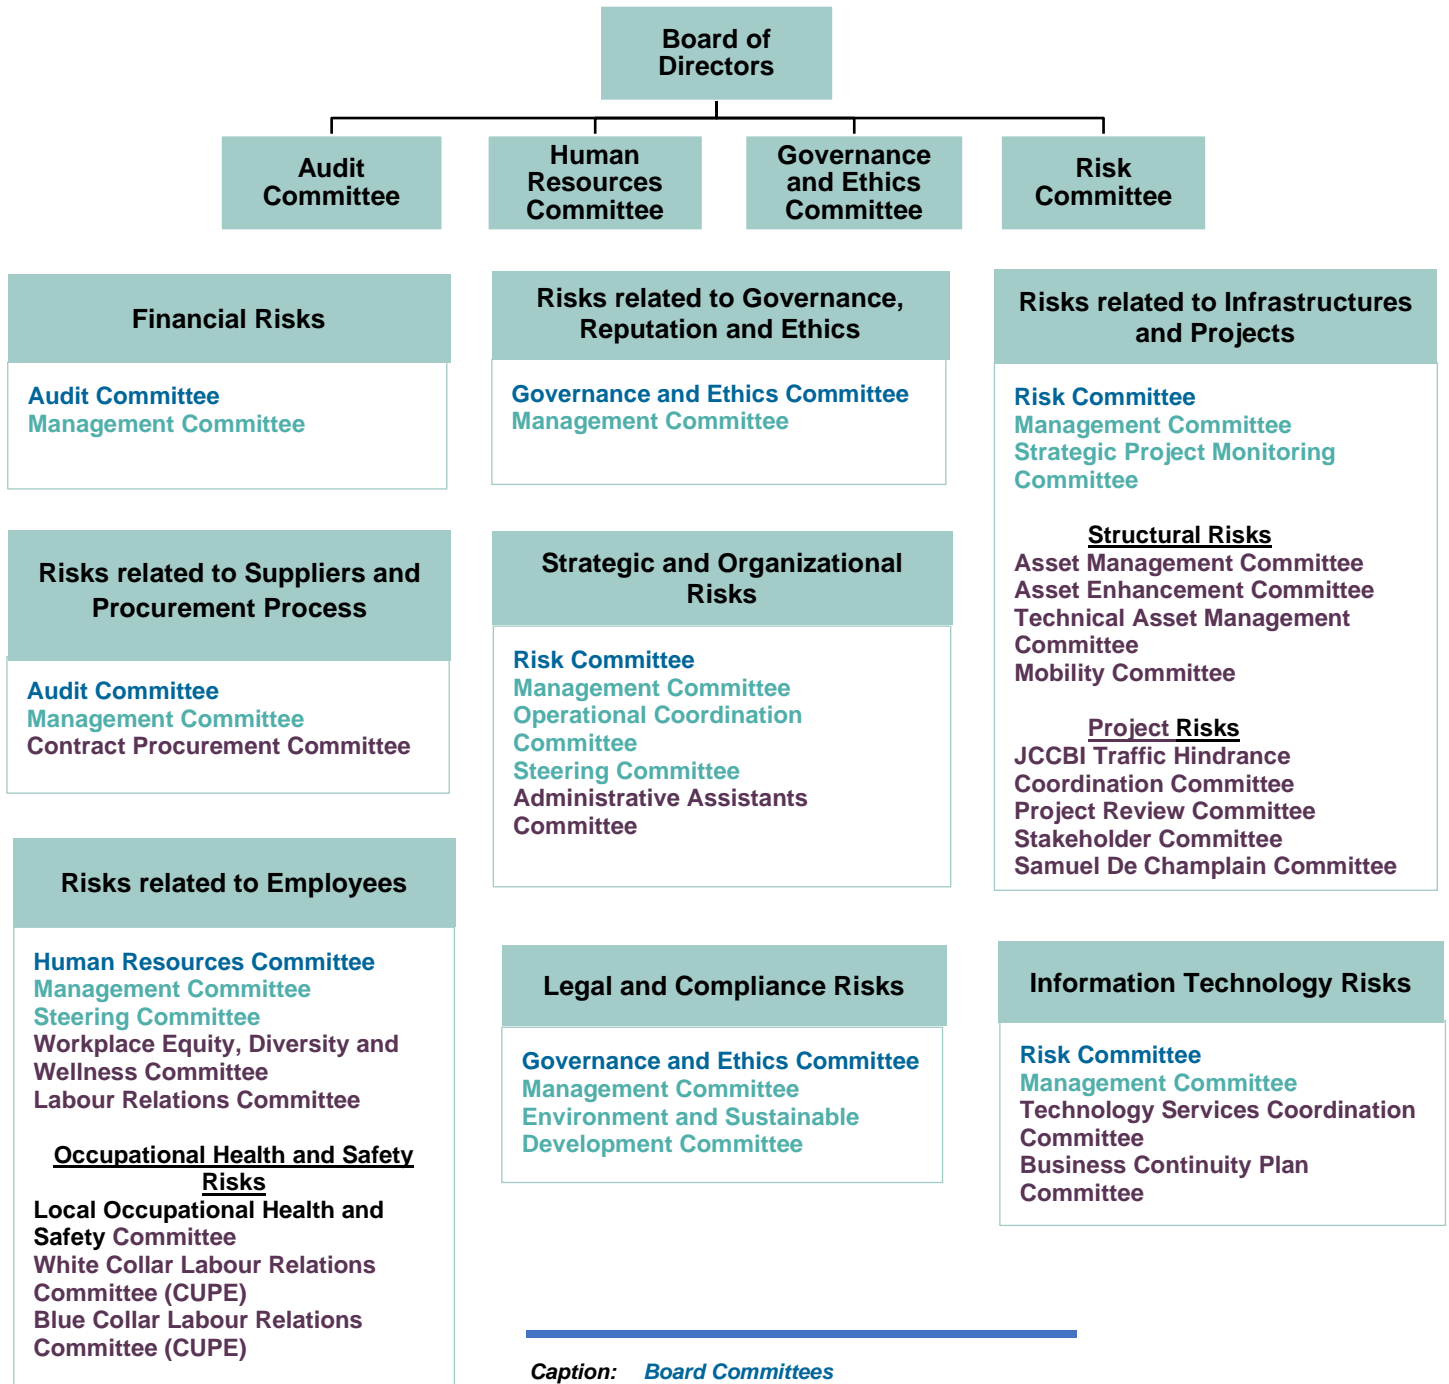 Board of
Directors
Audit
Committee
Human
Resources
Committee
Governance
and Ethics
Committee
Risk
Committee
Financial Risks
Audit Committee
Management Committee
Risks related to Suppliers and
Procurement Process
Audit Committee
Management Committee
Contract Procurement Committee
Risks related to Employees
Human Resources Committee
Management Committee
Steering Committee
Workplace Equity, Diversity and
Wellness Committee
Labour Relations Committee
Occupational Health and Safety
Risks
Local Occupational Health and
Safety Committee
White Collar Labour Relations
Committee (CUPE)
Blue Collar Labour Relations
Committee (CUPE)
Risks related to Governance,
Reputation and Ethics
Governance and Ethics Committee
Management Committee
Strategic and Organizational
Risks
Risk Committee
Management Committee
Operational Coordination
Committee
Steering Committee
Administrative Assistants
Committee
Legal and Compliance Risks
Governance and Ethics Committee
Management Committee
Environment and Sustainable
Development Committee
Risks related to Infrastructures
and Projects
Risk Committee
Management Committee
Strategic Project Monitoring
Committee
Structural Risks
Asset Management Committee
Asset Enhancement Committee
Technical Asset Management
Committee
Mobility Committee
Project Risks
JCCBI Traffic Hindrance
Coordination Committee
Project Review Committee
Stakeholder Committee
Samuel De Champlain Committee
Information Technology Risks
Risk Committee
Management Committee
Technology Services Coordination
Committee
Business Continuity Plan
Committee
Caption: Board Committees